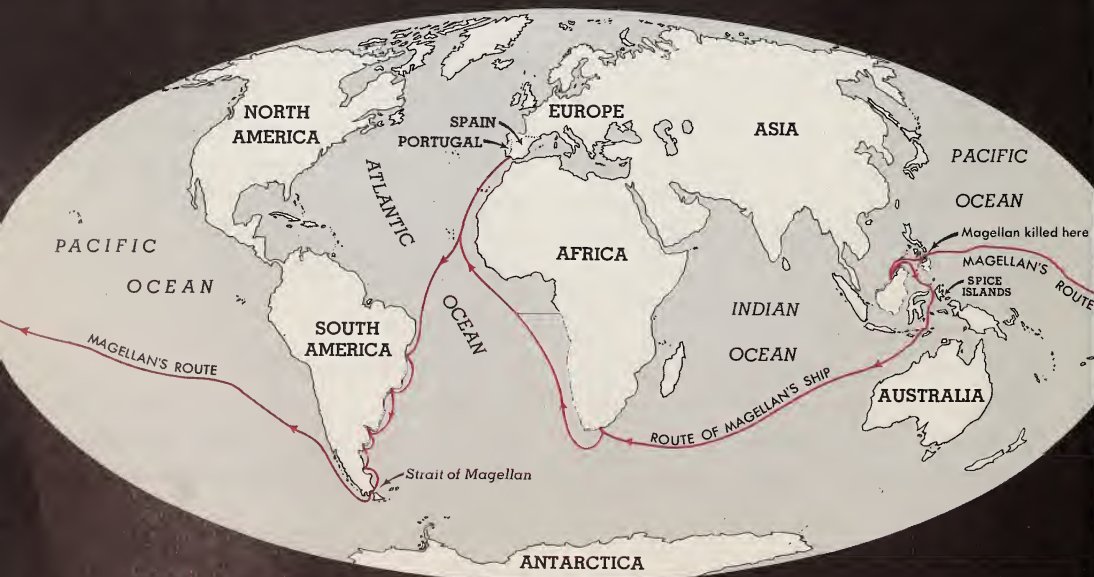 NORTH
AMERICA
SPAIN
PORTUGAL
EUROPE
ASIA
PACIFIC
OCEAN
ATLANTIC
OCEAN
PACIFIC
OCEAN
AFRICA
Magellan killed here
MAGELLAN'S
ROUTE
SPICE
ISLANDS
INDIAN
OCEAN
SOUTH
AMERICA
MAGELLAN'S ROUTE
ROUTE OF MAGELLAN'S SHIP
AUSTRALIA
Strait of Magellan
ANTARCTICA